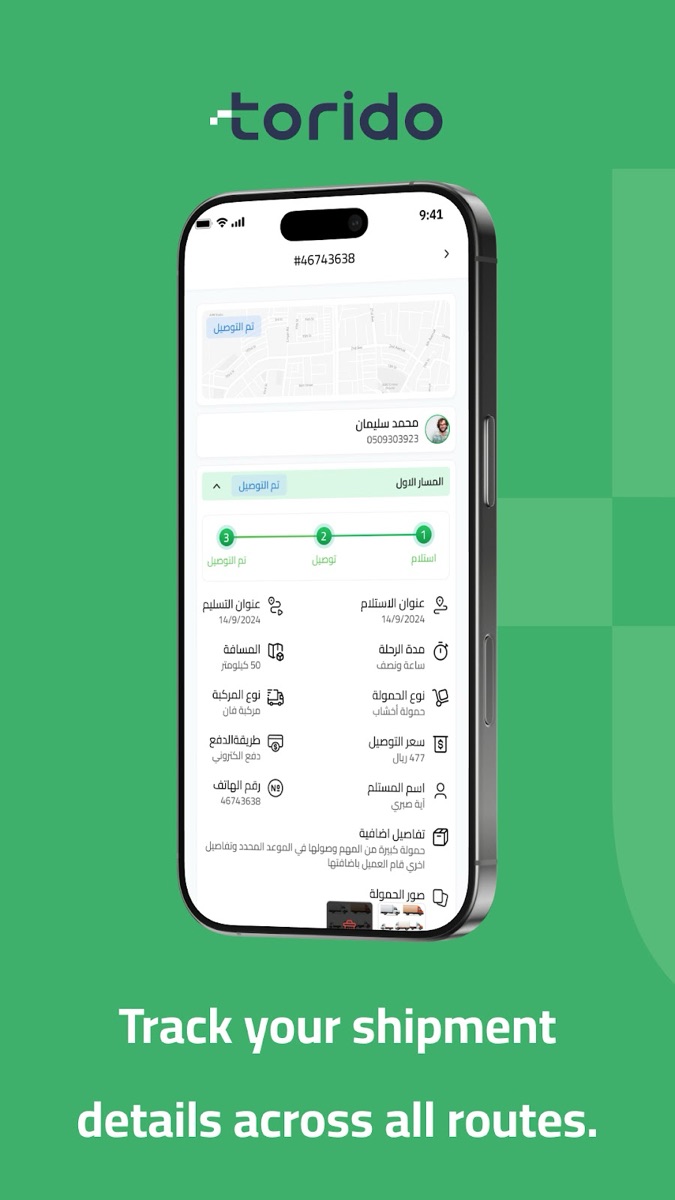 torido
9:41
#46743638
تم التوصيل
محمد سليمان
0509303923
المسار الاول
تم التوصيل
1
2
3
استلام
توصيل
تم التوصيل
عنوان الاستلام
14/9/2024
عنوان التسليم
14/9/2024
مدة الرحلة
ساعة ونصف
المسافة
50 كيلومتر
نوع الحمولة
حمولة أخشاب
نوع المركبة
مركبة فان
سعر التوصيل
477 ريال
طريقةالدفع
دفع الكتروني
اسم المستلم
آية صبري
رقم الهاتف
46743638
تفاصيل اضافية
حمولة كبيرة من المهم وصولها في الموعد المحدد وتفاصيل
اخري قام العميل باضافتها
صور الحمولة
Track your shipment
details across all routes.